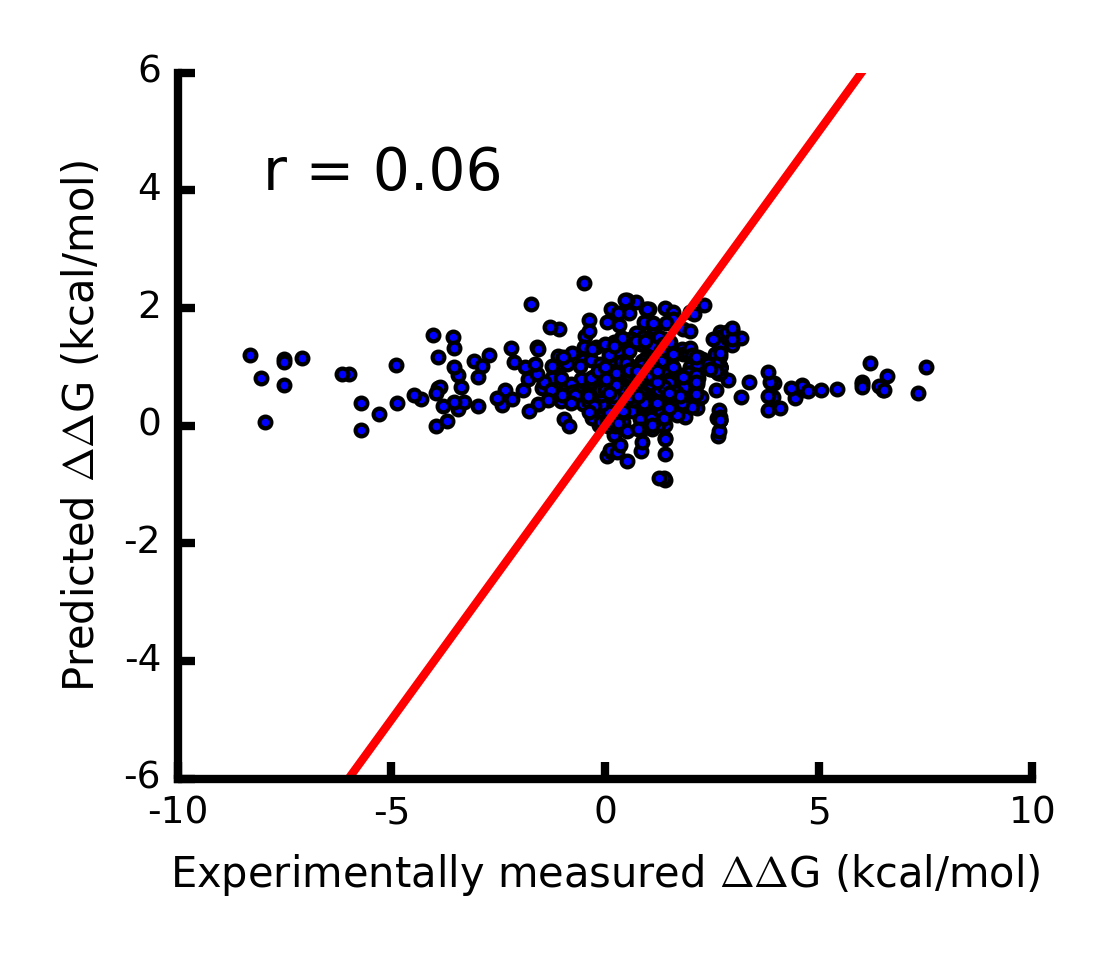 6
r = 0.06
4
2
0
-2
-4
-6
Predicted ΔΔG (kcal/mol)
-10 -5 0 5 10
Experimentally measured ΔΔG (kcal/mol)